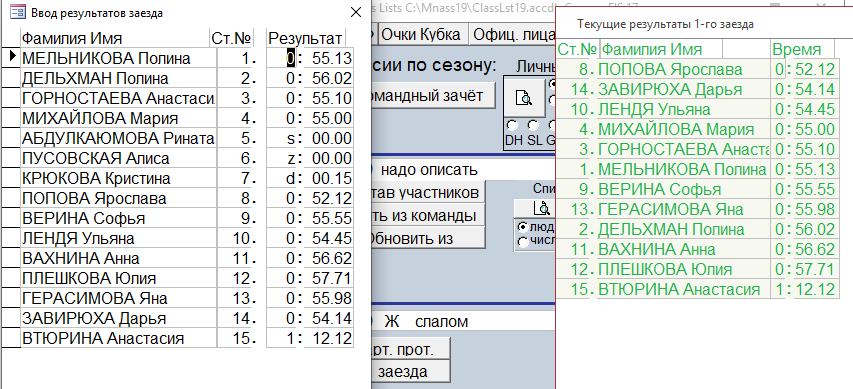 Ввод результатов заезда
Фамилия Имя Ст.№ Результат
МЕЛЬНИКОВА Полина 1. 0: 55.13
ДЕЛЬХМАН Полина 2. 0: 56.02
ГОРНОСТАЕВА Анастаси 3. 0: 55.10
МИХАЙЛОВА Мария 4. 0: 55.00
АБДУЛКАЮМОВА Рината 5. s: 00.00
ПУСОВСКАЯ Алиса 6. z: 00.00
КРЮКОВА Кристина 7. d: 00.15
ПОПОВА Ярослава 8. 0: 52.12
ВЕРИНА Софья 9. 0: 55.55
ЛЕНДЯ Ульяна 10. 0: 54.45
ВАХНИНА Анна 11. 0: 56.62
ПЛЕШКОВА Юлия 12. 0: 57.71
ГЕРАСИМОВА Яна 13. 0: 55.98
ЗАВИРЮХА Дарья 14. 0: 54.14
ВТЮРИНА Анастасия 15. 1: 12.12
s Lists C:\Mnass19\ClassLst19.accd
Очки Кубка Офиц. лица
сии по сезону: Личны
омандный зачёт
DH SL G
надо описать
тав участников
ть из команды
Обновить из
Спи
люд
числ
Ж спалом
рт. прот.
заезда
Текущие результаты 1-го заезда
Ст.№ Фамилия Имя Время
8. ПОПОВА Ярослава 0:52.12
14. ЗАВИРЮХА Дарья 0:54.14
10. ЛЕНДЯ Ульяна 0:54.45
4. МИХАЙЛОВА Мария 0:55.00
3. ГОРНОСТАЕВА Анаста 0:55.10
1. МЕЛЬНИКОВА Полина 0:55.13
9. ВЕРИНА Софья 0:55.55
13. ГЕРАСИМОВА Яна 0:55.98
2. ДЕЛЬХМАН Полина 0:56.02
11. ВАХНИНА Анна 0:56.62
12. ПЛЕШКОВА Юлия 0:57.71
15. ВТЮРИНА Анастасия 1:12.12